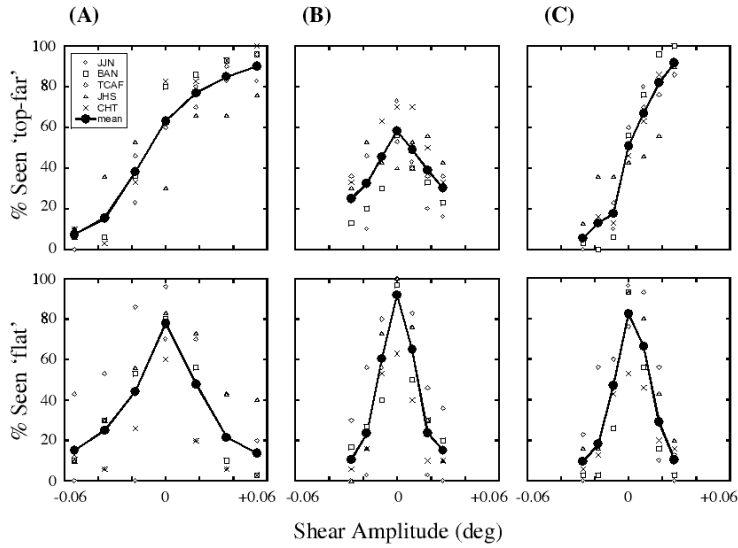 (A) (B) (C)
% Seen 'top-far'
100
80
60
40
20
0
JJN
BAN
TCAF
JHS
CHT
mean
% Seen 'flat'
100
80
60
40
20
0
-0.06 0 +0.06
-0.06 0 +0.06
-0.06 0 +0.06
Shear Amplitude (deg)